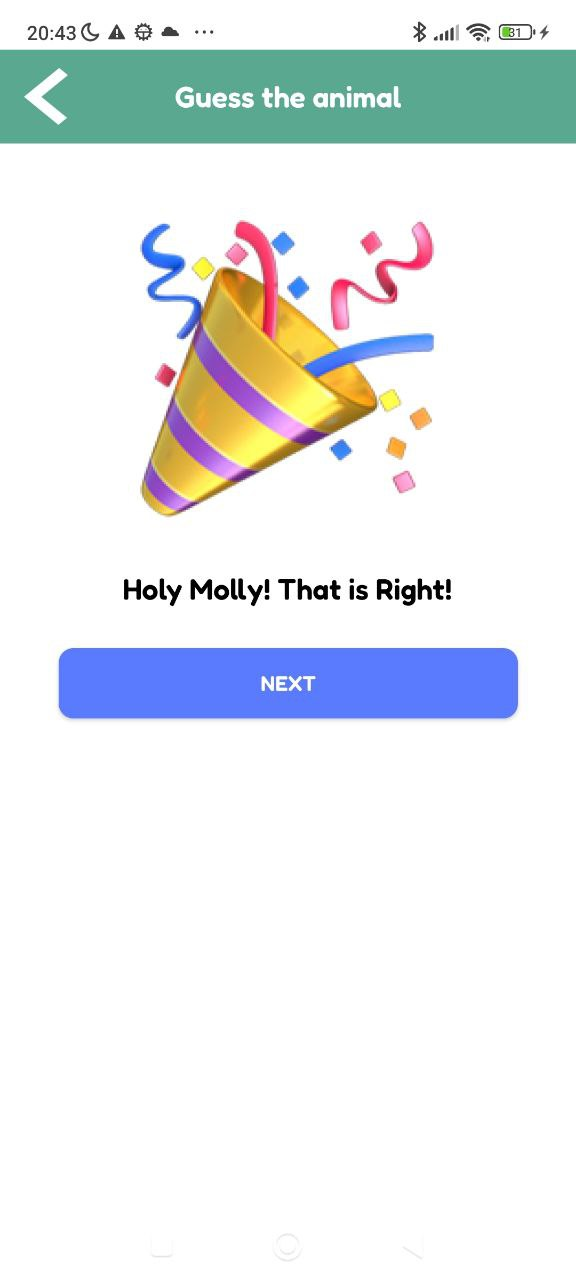 20:43
31
Guess the animal
Holy Molly! That is Right!
NEXT